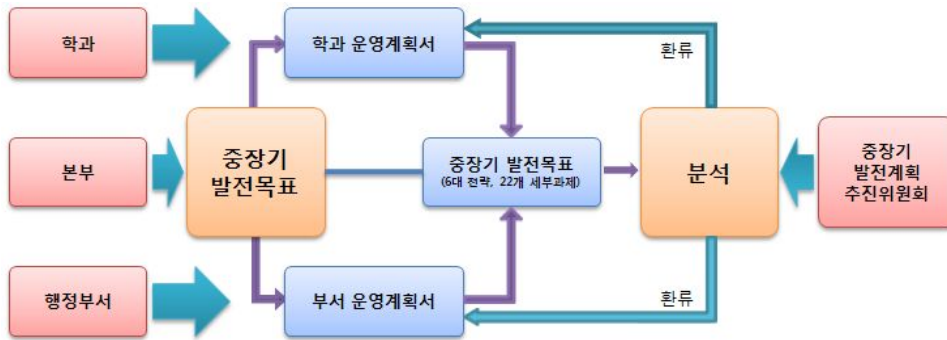 학과
학과 운영계획서
환류
본부
중장기
발전목표
중장기 발전목표
(6대 전략, 22개 세부과제)
분석
중장기
발전계획
추진위원회
행정부서
부서 운영계획서
환류